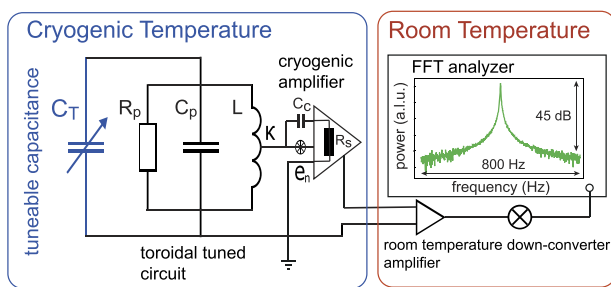 Cryogenic Temperature
Room Temperature
cryogenic
amplifier
FFT analyzer
tuneable capacitance
C_T
R_p
C_p
L
C_c
κ
R_s
e_n
power (a.l.u.)
45 dB
800 Hz
frequency (Hz)
toroidal tuned
circuit
room temperature
amplifier
down-converter